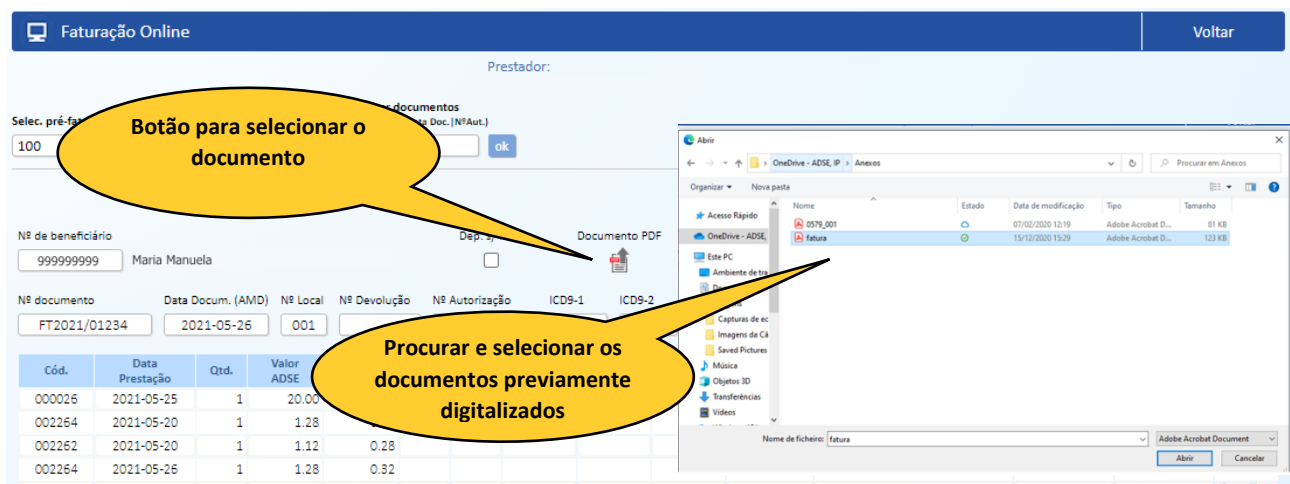 Faturação Online
Voltar
Prestador:
documentos
Selec. pré-fat
Doc.|NºAut.)
100
ok
Botão para selecionar o
documento
Nº de beneficiário
Dep.
Documento PDF
999999999
Maria Manuela
Nº documento
Data Docum. (AMD)
Nº Local
Nº Devolução
Nº Autorização
ICD9-1
ICD9-2
FT2021/01234
2021-05-26
001
Procurar e selecionar os
documentos previamente
digitalizados
Cód.
Data
Prestação
Qtd.
Valor
ADSE
000026 2021-05-25 1 20.00
002264 2021-05-20 1 1.28
002262 2021-05-20 1 1.12 0.28
002264 2021-05-26 1 1.28 0.32
Abrir
OneDrive - ADSE, IP > Anexos
Procurar em Anexos
Organizar
Nova pasta
Nome
Estado
Data de modificação
Tipo
Tamanho
0579_001 07/02/2020 12:19 Adobe Acrobat D... 81 KB
fatura 15/12/2020 15:29 Adobe Acrobat D... 123 KB
Acesso Rápido
OneDrive - ADSE,
Este PC
Ambiente de tra
Capturas de ec
Imagens da Câ
Saved Pictures
Música
Objetos 3D
Transferências
Vídeos
Nome de ficheiro: fatura
Adobe Acrobat Document
Abrir
Cancelar